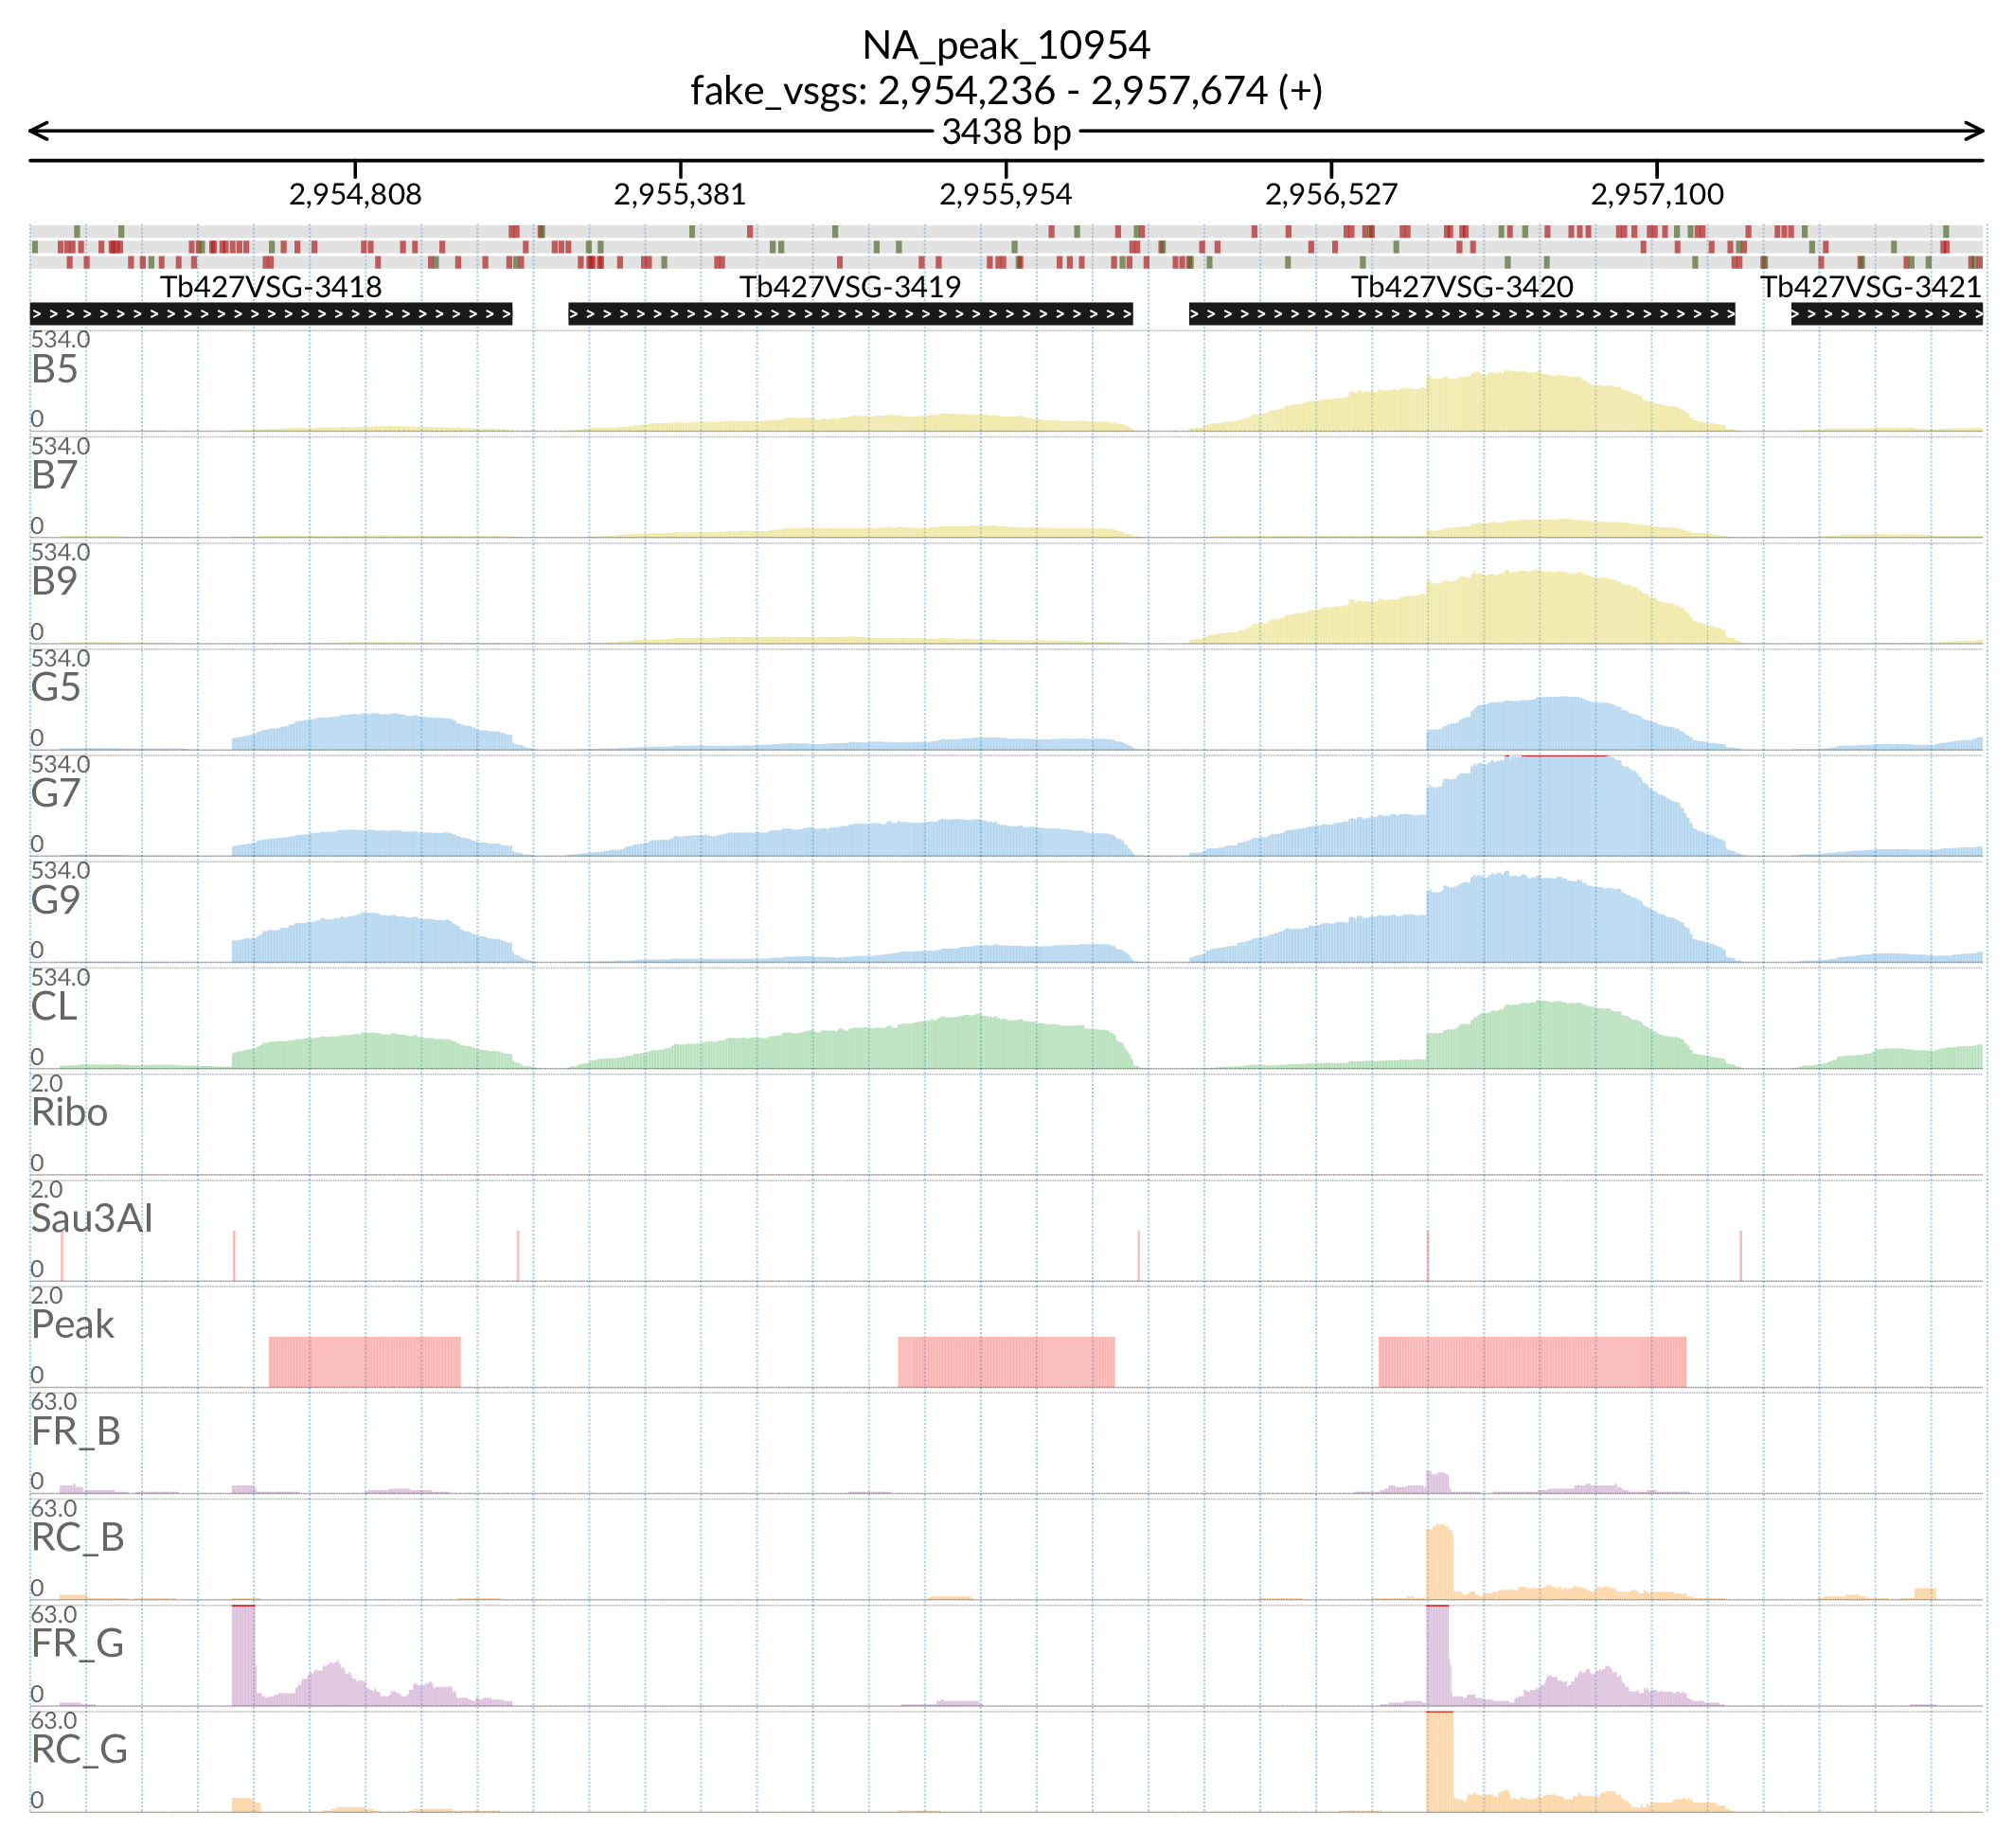 NA_peak_10954
fake_vsgs: 2,954,236 - 2,957,674 (+)
3438 bp
2,954,808 2,955,381 2,955,954 2,956,527 2,957,100
Tb427VSG-3418 Tb427VSG-3419 Tb427VSG-3420 Tb427VSG-3421
534.0
B5
0
534.0
B7
0
534.0
B9
0
534.0
G5
0
534.0
G7
0
534.0
G9
0
534.0
CL
0
2.0
Ribo
0
2.0
Sau3AI
0
2.0
Peak
0
63.0
FR_B
0
63.0
RC_B
0
63.0
FR_G
0
63.0
RC_G
0